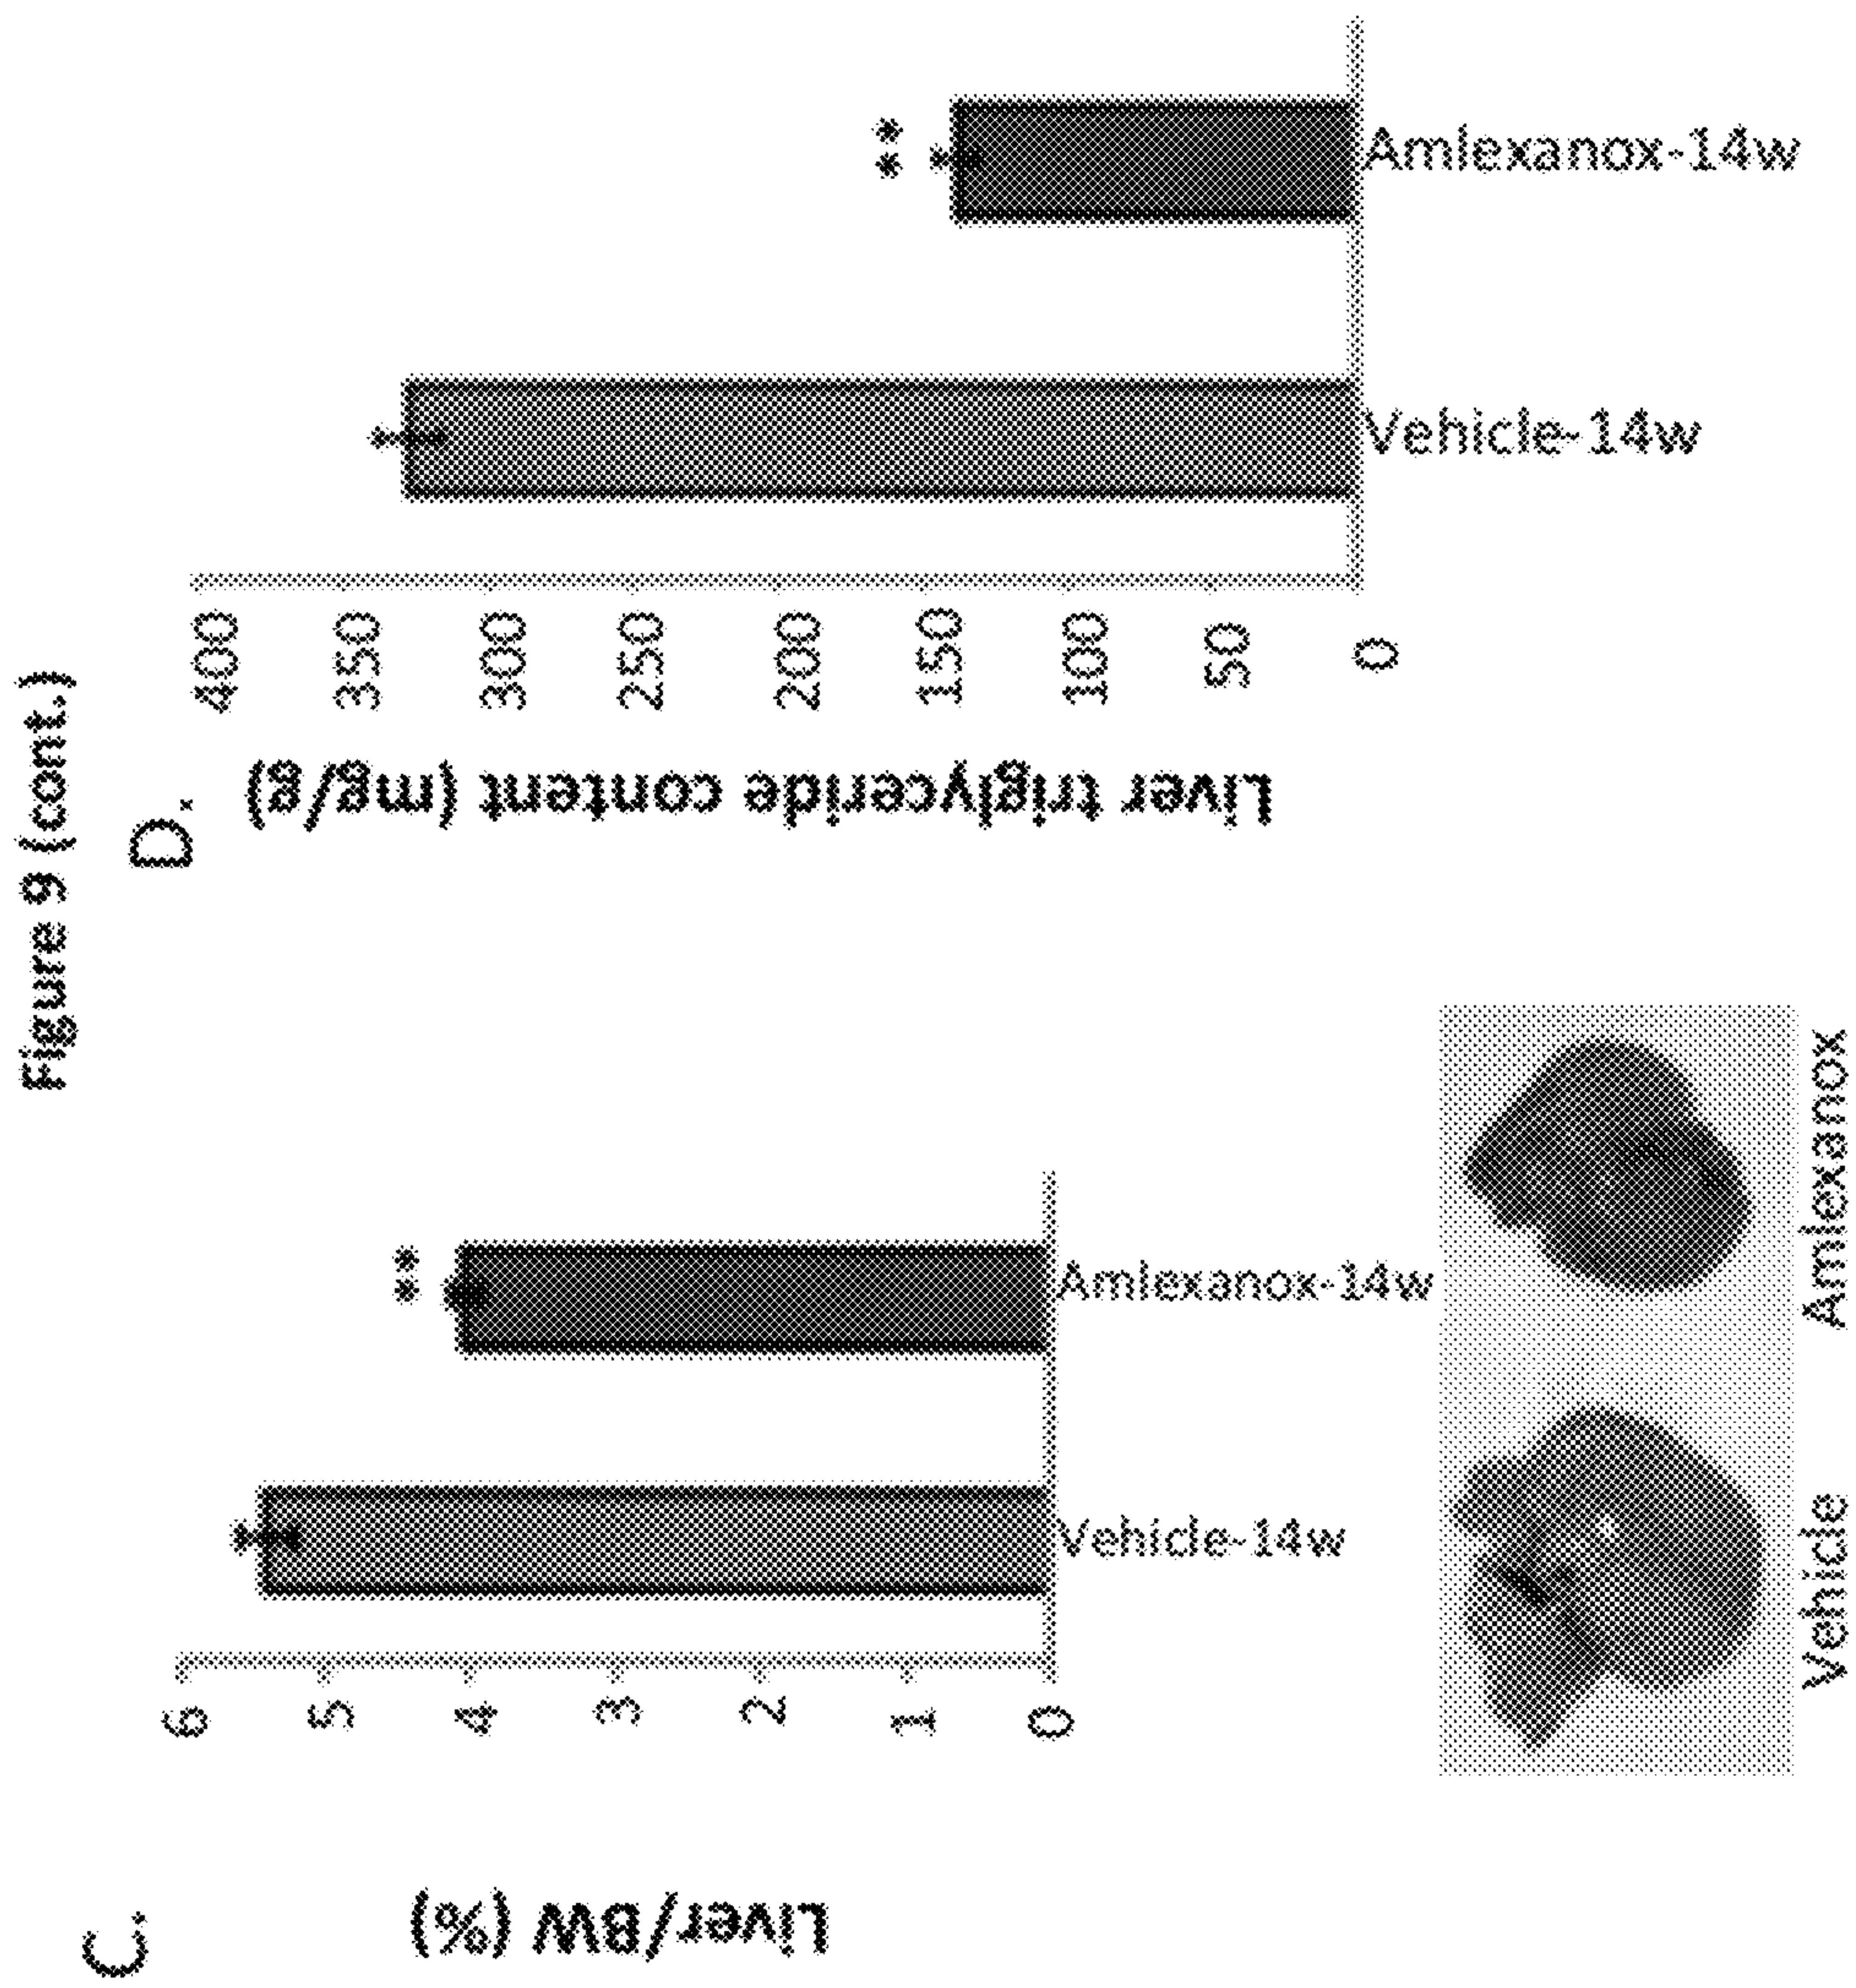 Figure 9 (cont.)
C.
Liver/BW (%)
6
5
4
3
2
1
0
**
Vehicle-14w
Amlexanox-14w
Vehicle
Amlexanox
D.
Liver triglyceride content (mg/g)
400
350
300
250
200
150
100
50
0
**
Vehicle-14w
Amlexanox-14w